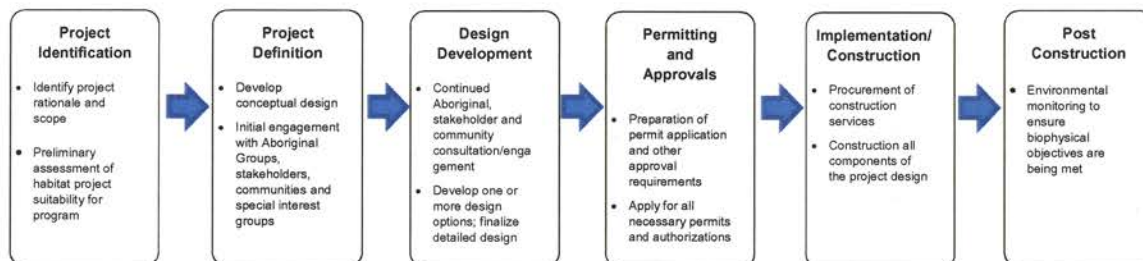 Project
Identification
• Identify project
rationale and
scope
• Preliminary
assessment of
habitat project
suitability for
program
Project
Definition
• Develop
conceptual design
• Initial engagement
with Aboriginal
Groups,
stakeholders,
communities and
special interest
groups
Design
Development
• Continued
Aboriginal,
stakeholder and
community
consultation/enga
gement
• Develop one or
more design
options; finalize
detailed design
Permitting
and
Approvals
• Preparation of
permit application
and other
approval
requirements
• Apply for all
necessary permits
and authorizations
Implementation/
Construction
• Procurement of
construction
services
• Construction all
components of
the project design
Post
Construction
• Environmental
monitoring to
ensure
biophysical
objectives are
being met